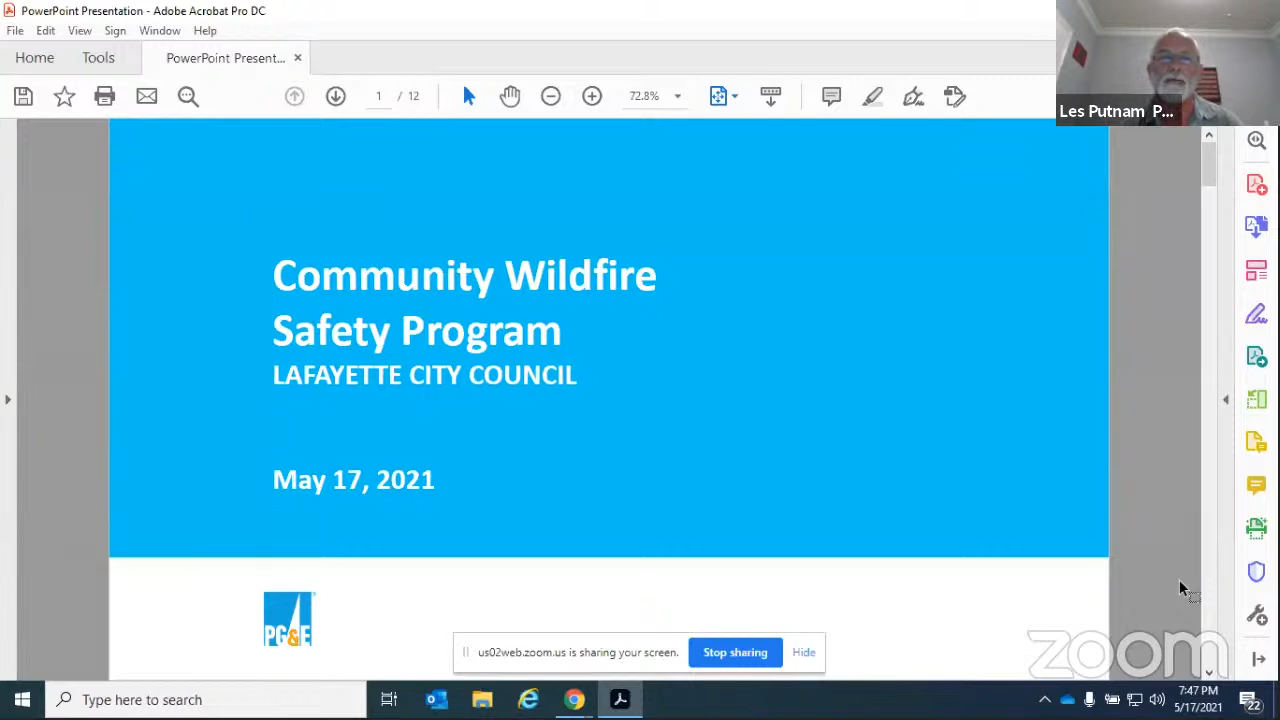 PowerPoint Presentation - Adobe Acrobat Pro DC
File Edit View Sign Window Help
Home Tools PowerPoint Present... ×
1 / 12 72.8%
Les Putnam P...
Community Wildfire
Safety Program
LAFAYETTE CITY COUNCIL
May 17, 2021
PG&E
us02web.zoom.us is sharing your screen. Stop sharing Hide
zoom
Type here to search
7:47 PM
5/17/2021
22